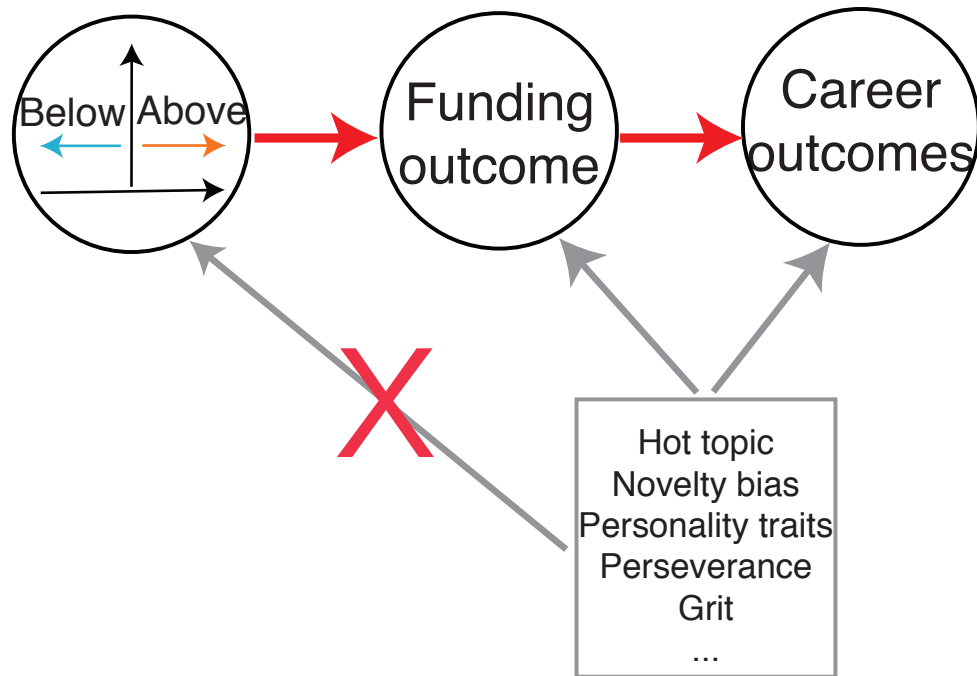 Below Above
Funding
outcome
Career
outcomes
X
Hot topic
Novelty bias
Personality traits
Perseverance
Grit
...